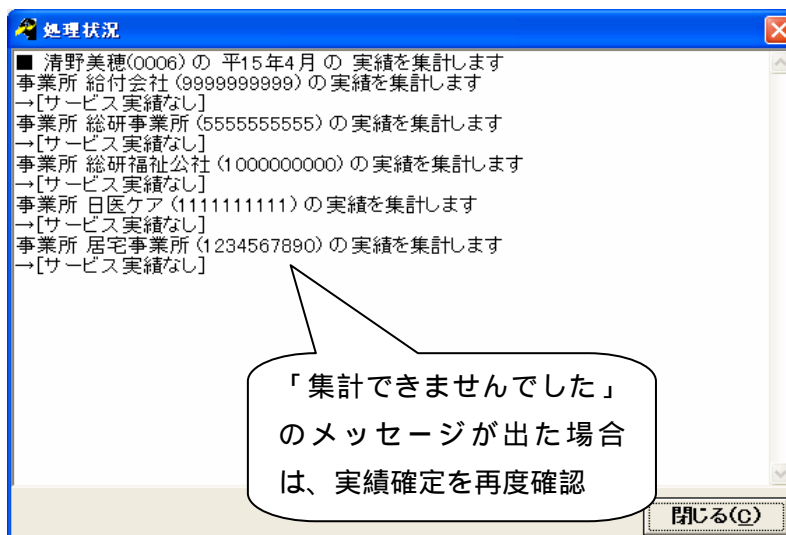 処理状況
■ 清野美穂(0006) の 平15年4月 の 実績を集計します
事業所 給付会社 (9999999999) の実績を集計します
→[サービス実績なし]
事業所 総研事業所 (5555555555) の実績を集計します
→[サービス実績なし]
事業所 総研福祉公社 (1000000000) の実績を集計します
→[サービス実績なし]
事業所 日医ケア (1111111111) の実績を集計します
→[サービス実績なし]
事業所 居宅事業所 (1234567890) の実績を集計します
→[サービス実績なし]
「集計できませんでした」
のメッセージが出た場合
は、実績確定を再度確認
閉じる(C)